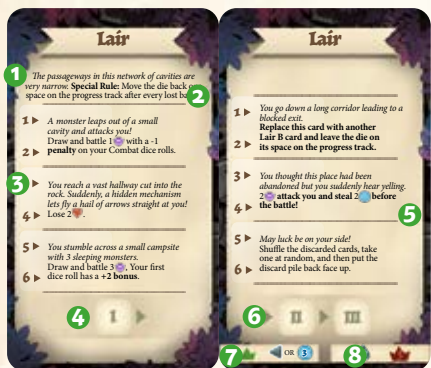 Lair
1
The passageways in this network of cavities are
very narrow. Special Rule: Move the die back
space on the progress track after every lost
2
1 A monster leaps out of a small
cavity and attacks you!
Draw and battle 1 with a -1
2 penalty on your Combat dice rolls.
3
3 You reach a vast hallway cut into the
rock. Suddenly, a hidden mechanism
lets fly a hail of arrows straight at you!
4 Lose 2.
5 You stumble across a small campsite
with 3 sleeping monsters.
Draw and battle 3, Your first
6 dice roll has a +2 bonus.
4
I
Lair
1 You go down a long corridor leading to a
blocked exit.
Replace this card with another
Lair B card and leave the die on
2 its space on the progress track.
3 You thought this place had been
abandoned but you suddenly hear yelling.
2 attack you and steal 2 before
4 the battle!
5
5 May luck be on your side!
Shuffle the discarded cards, take
one at random, and then put the
6 discard pile back face up.
6
II III
7
OR 3
8